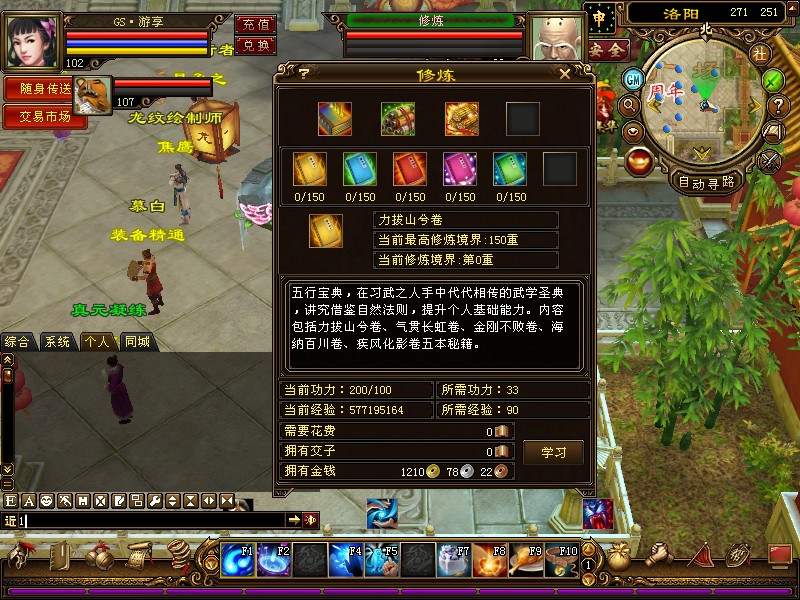 GS·游亭
102
充值
兑换
修炼
安全
申
洛阳 271 251
北
社
GM
周年
自动寻路
随身传送
107
交易市场
行者
龙纹绘制师
焦鹰
慕白
装备精通
真元凝练
修炼
0/150 0/150 0/150 0/150 0/150
力拔山兮卷
当前最高修炼境界:150重
当前修炼境界:第0重
五行宝典，在习武之人手中代代相传的武学圣典
，讲究借鉴自然法则，提升个人基础能力。内容
包括力拔山兮卷、气贯长虹卷、金刚不败卷、海
纳百川卷、疾风化影卷五本秘籍。
当前功力：200/100 所需功力：33
当前经验：577195164 所需经验：90
需要花费 0
拥有交子 0
拥有金钱 1210 78 22
学习
综合 系统 个人 同城
近1
F1 F2 F4 F5 F7 F8 F9 F10
1